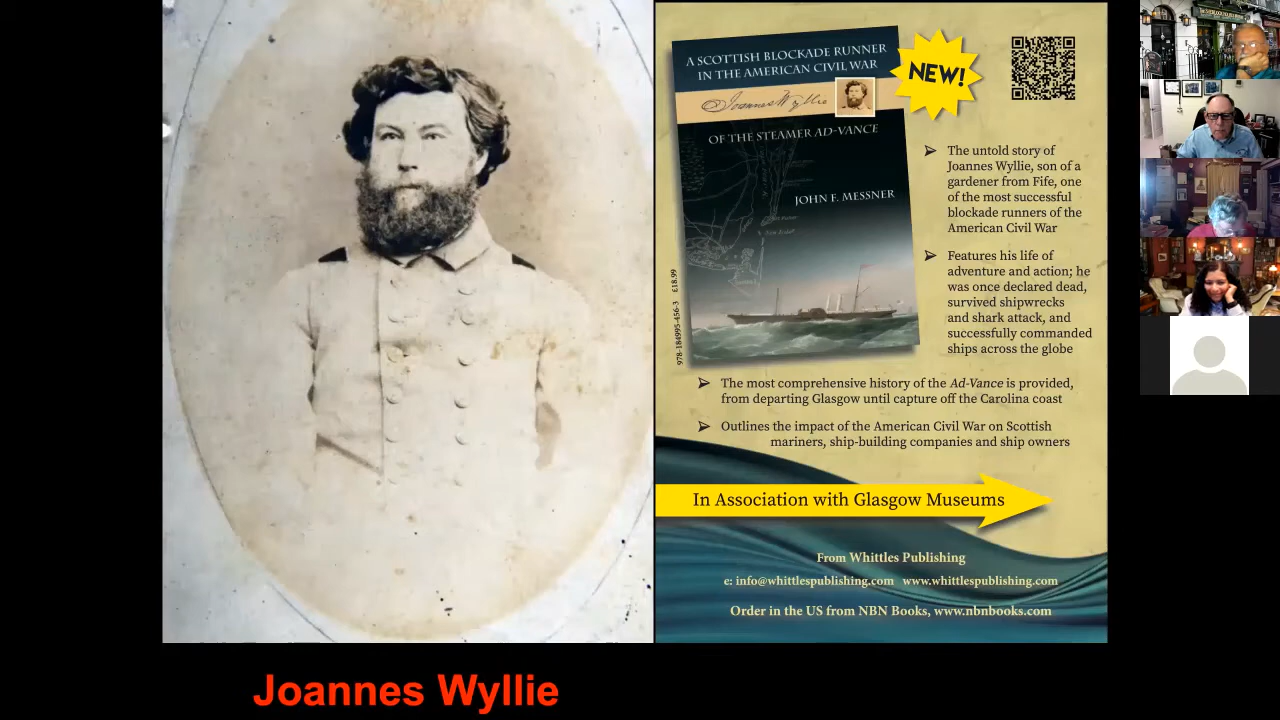 A SCOTTISH BLOCKADE RUNNER
IN THE AMERICAN CIVIL WAR
Joannes Wyllie
OF THE STEAMER AD-VANCE
JOHN F. MESSNER
978-184995-456-3 £18.99
NEW!
➢ The untold story of
Joannes Wyllie, son of a
gardener from Fife, one
of the most successful
blockade runners of the
American Civil War
➢ Features his life of
adventure and action; he
was once declared dead,
survived shipwrecks
and shark attack, and
successfully commanded
ships across the globe
➢ The most comprehensive history of the Ad-Vance is provided,
from departing Glasgow until capture off the Carolina coast
➢ Outlines the impact of the American Civil War on Scottish
mariners, ship-building companies and ship owners
In Association with Glasgow Museums
From Whittles Publishing
e: info@whittlespublishing.com www.whittlespublishing.com
Order in the US from NBN Books, www.nbnbooks.com
Joannes Wyllie